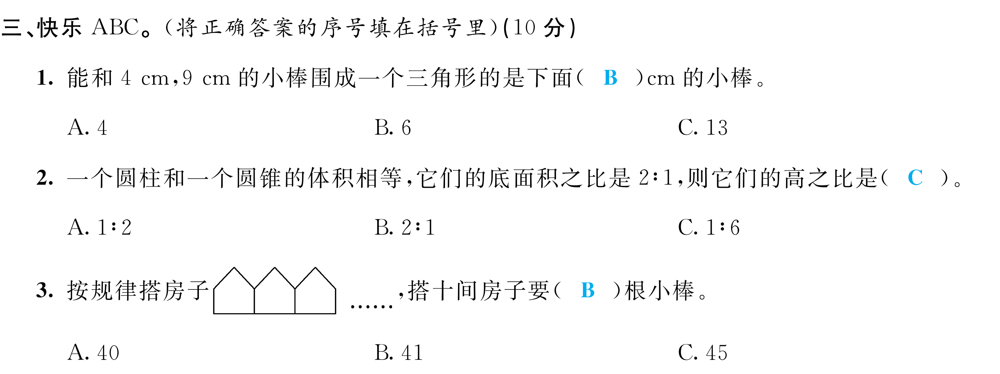 三、快乐 ABC。(将正确答案的序号填在括号里)(10 分)
1. 能和 4 cm,9 cm 的小棒围成一个三角形的是下面( B )cm 的小棒。
A. 4 B. 6 C. 13
2. 一个圆柱和一个圆锥的体积相等,它们的底面积之比是 2∶1,则它们的高之比是( C )。
A. 1∶2 B. 2∶1 C. 1∶6
3. 按规律搭房子……,搭十间房子要( B )根小棒。
A. 40 B. 41 C. 45